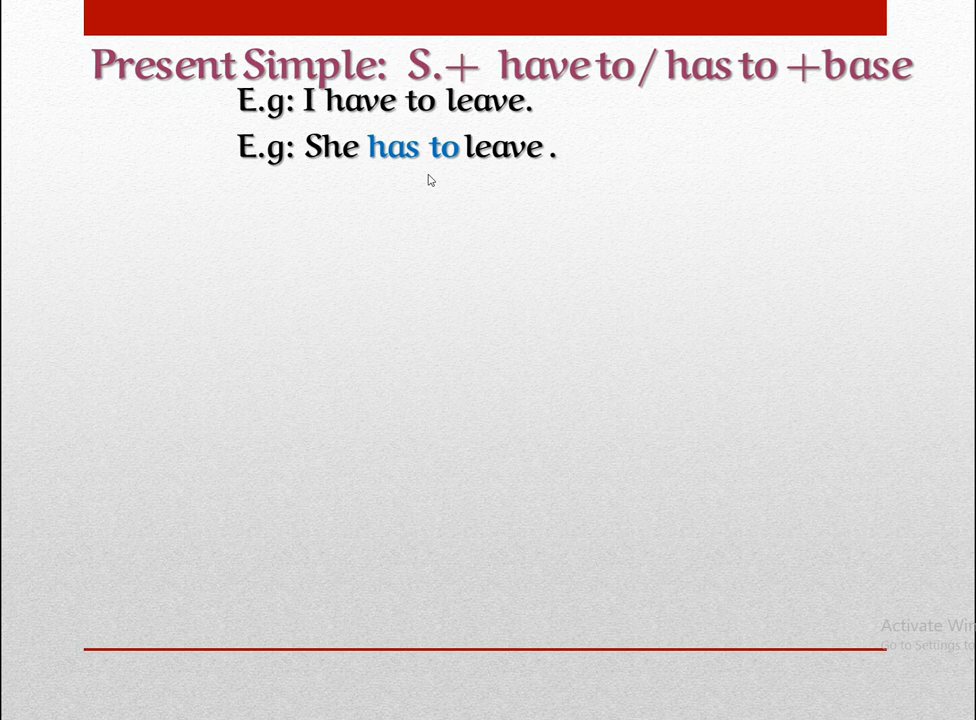 Present Simple: S.+ have to/ has to +base
E.g: I have to leave.
E.g: She has to leave .
Activate Win
Go to Settings to